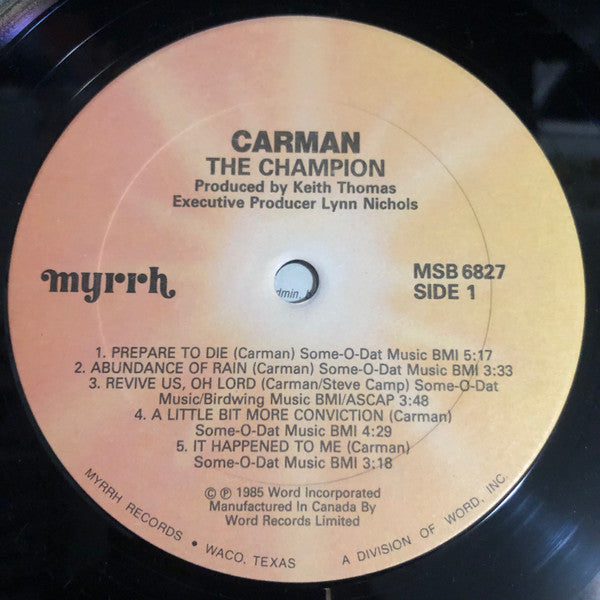 CARMAN
THE CHAMPION
Produced by Keith Thomas
Executive Producer Lynn Nichols
myrrh
MSB 6827
SIDE 1
dmin.
1. PREPARE TO DIE (Carman) Some-O-Dat Music BMI 5:17
2. ABUNDANCE OF RAIN (Carman) Some-O-Dat Music BMI 3:33
3. REVIVE US, OH LORD (Carman/Steve Camp) Some-O-Dat
Music/Birdwing Music BMI/ASCAP 3:48
4. A LITTLE BIT MORE CONVICTION (Carman)
Some-O-Dat Music BMI 4:29
5. IT HAPPENED TO ME (Carman)
Some-O-Dat Music BMI 3:18
© ℗ 1985 Word Incorporated
Manufactured In Canada By
Word Records Limited
MYRRH RECORDS • WACO, TEXAS A DIVISION OF WORD, INC.